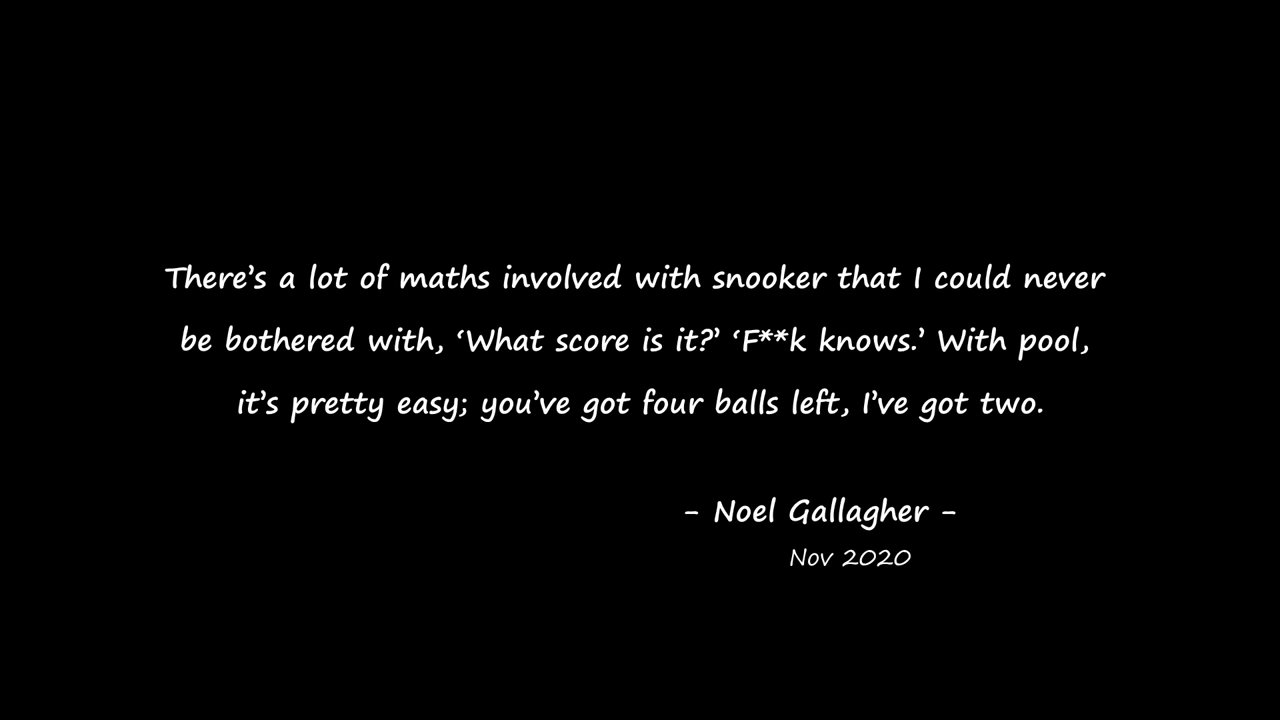 There’s a lot of maths involved with snooker that I could never
be bothered with, ‘What score is it?’ ‘F**k knows.’ With pool,
it’s pretty easy; you’ve got four balls left, I’ve got two.
- Noel Gallagher -
Nov 2020